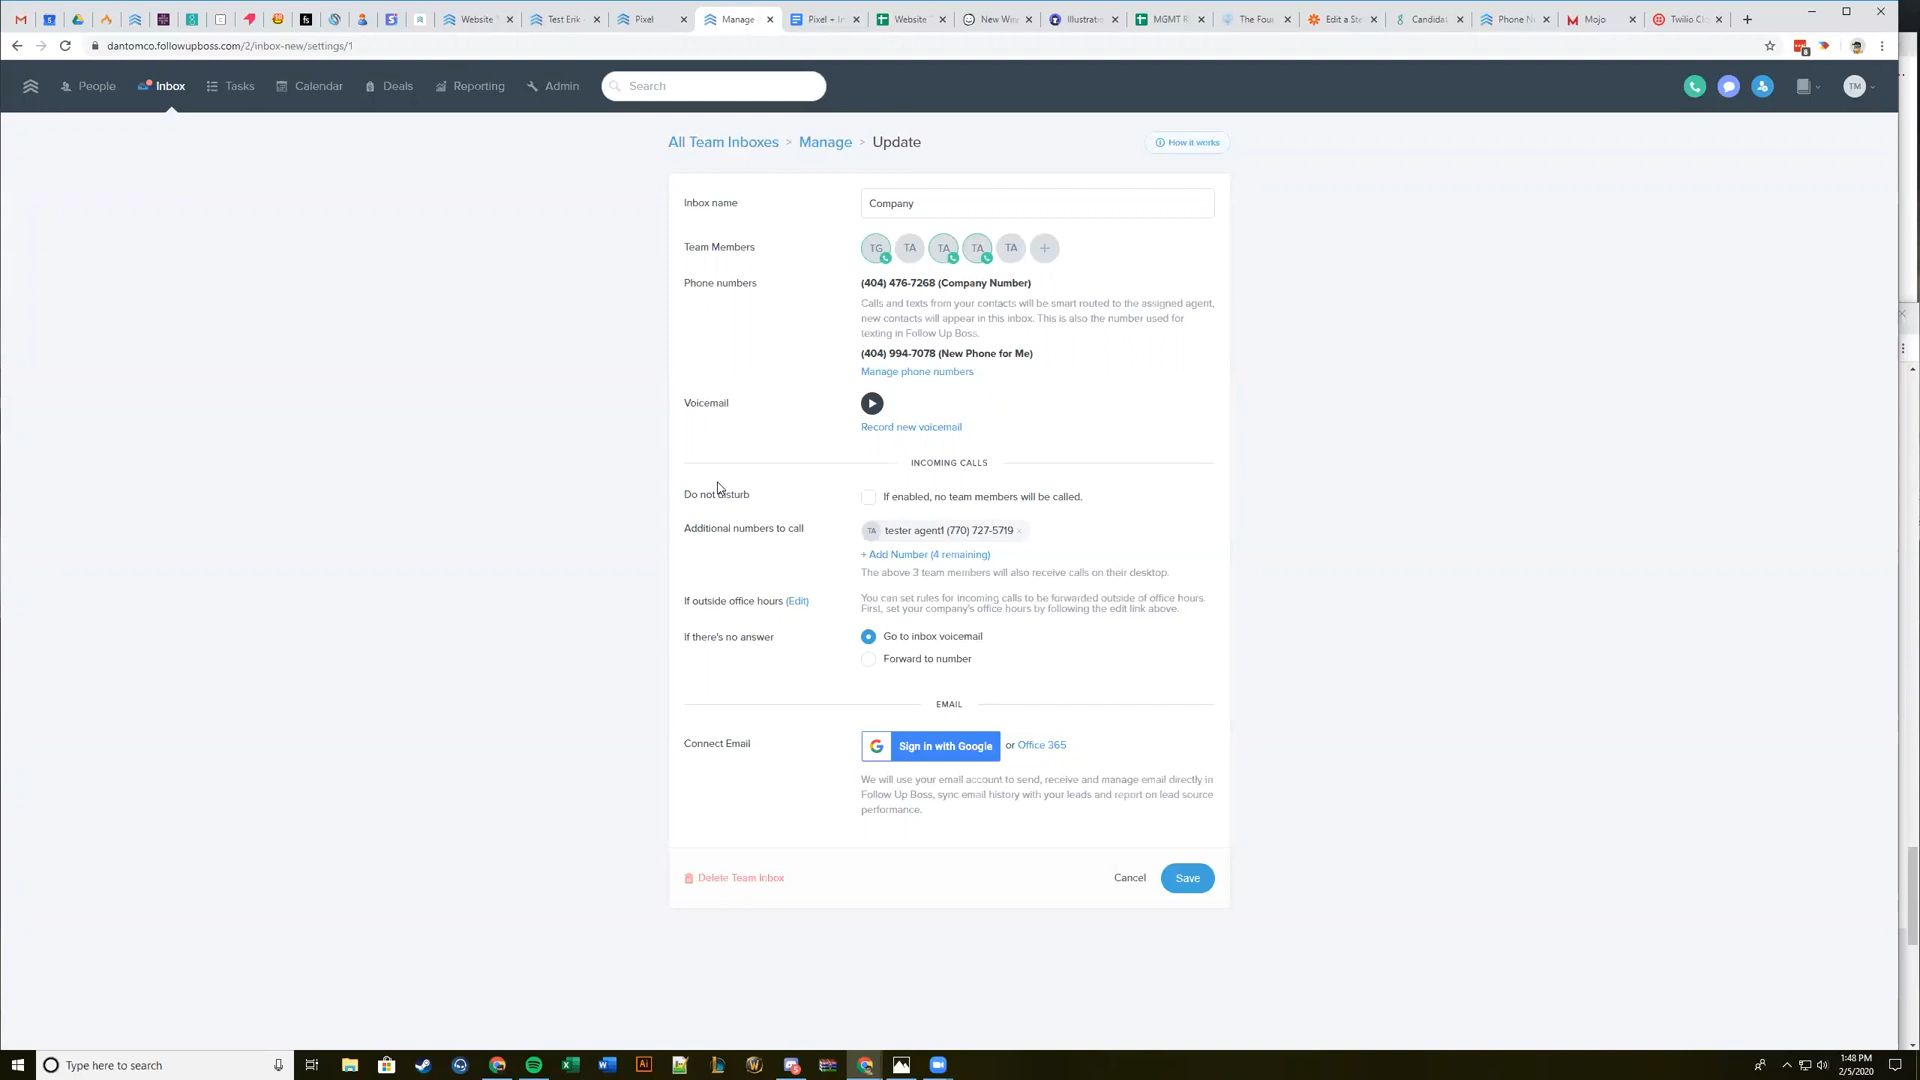 Website
Test Erik
Pixel
Manage
Pixel + In
Website
New Win
Illustrato
MGMT R
The Four
Edit a Ste
Candidat
Phone Nu
Mojo
Twilio Cl
dantomco.followupboss.com/2/inbox-new/settings/1
People
Inbox
Tasks
Calendar
Deals
Reporting
Admin
Search
TM
All Team Inboxes > Manage > Update
How it works
Inbox name
Company
Team Members
TG TA TA TA TA +
Phone numbers
(404) 476-7268 (Company Number)
Calls and texts from your contacts will be smart routed to the assigned agent,
new contacts will appear in this inbox. This is also the number used for
texting in Follow Up Boss.
(404) 994-7078 (New Phone for Me)
Manage phone numbers
Voicemail
Record new voicemail
INCOMING CALLS
Do not disturb
If enabled, no team members will be called.
Additional numbers to call
TA tester agent1 (770) 727-5719 ×
+ Add Number (4 remaining)
The above 3 team members will also receive calls on their desktop.
If outside office hours (Edit)
You can set rules for incoming calls to be forwarded outside of office hours.
First, set your company's office hours by following the edit link above.
If there's no answer
Go to inbox voicemail
Forward to number
EMAIL
Connect Email
Sign in with Google or Office 365
We will use your email account to send, receive and manage email directly in
Follow Up Boss, sync email history with your leads and report on lead source
performance.
Delete Team Inbox
Cancel
Save
Type here to search
1:48 PM
2/5/2020